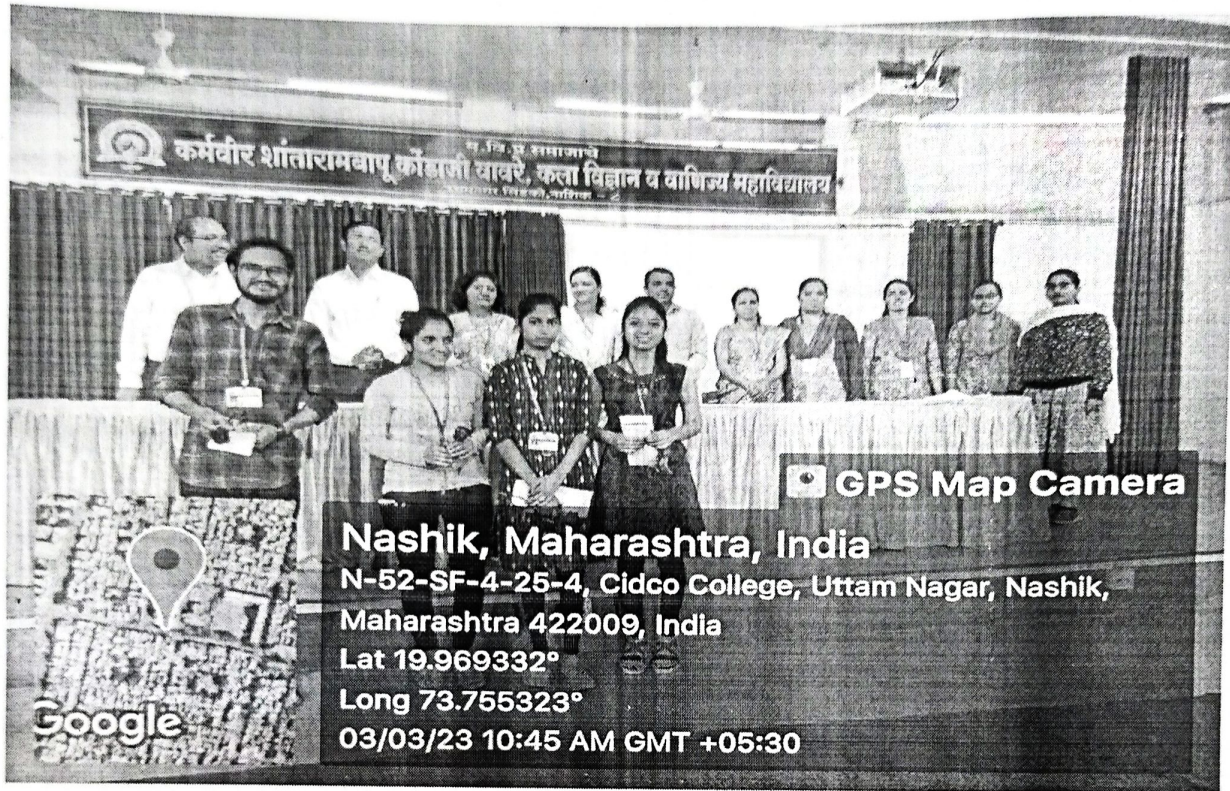 म.वि.प्र समाजाचे
कर्मवीर शांतारामबापू कोंडाजी वावरे, कला विज्ञान व वाणिज्य महाविद्यालय
सिडको, नाशिक -
GPS Map Camera
Nashik, Maharashtra, India
N-52-SF-4-25-4, Cidco College, Uttam Nagar, Nashik,
Maharashtra 422009, India
Lat 19.969332°
Long 73.755323°
03/03/23 10:45 AM GMT +05:30
Google